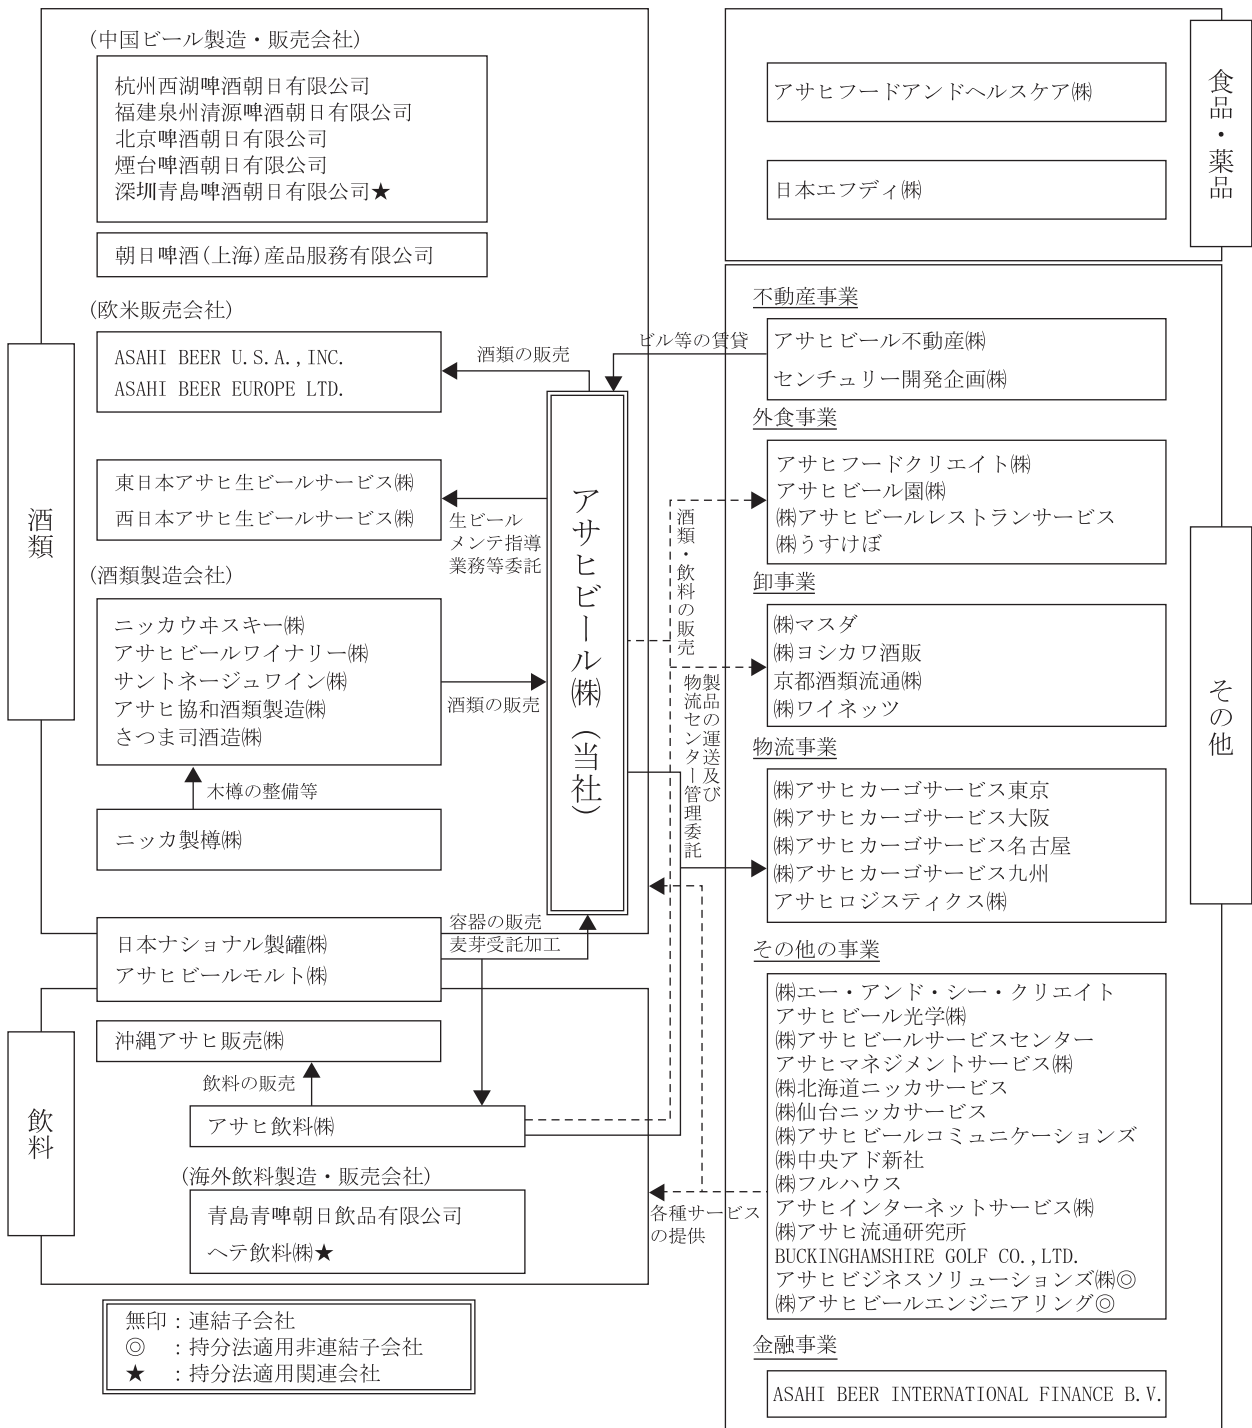 酒類
(中国ビール製造・販売会社)
杭州西湖啤酒朝日有限公司
福建泉州清源啤酒朝日有限公司
北京啤酒朝日有限公司
煙台啤酒朝日有限公司
深圳青島啤酒朝日有限公司★
朝日啤酒(上海)産品服務有限公司
(欧米販売会社)
ASAHI BEER U.S.A.,INC.
ASAHI BEER EUROPE LTD.
酒類の販売
東日本アサヒ生ビールサービス㈱
西日本アサヒ生ビールサービス㈱
生ビール
メンテ指導
業務等委託
(酒類製造会社)
ニッカウヰスキー㈱
アサヒビールワイナリー㈱
サントネージュワイン㈱
アサヒ協和酒類製造㈱
さつま司酒造㈱
酒類の販売
木樽の整備等
ニッカ製樽㈱
アサヒビール㈱(当社)
日本ナショナル製罐㈱
アサヒビールモルト㈱
容器の販売
麦芽受託加工
飲料
沖縄アサヒ販売㈱
飲料の販売
アサヒ飲料㈱
(海外飲料製造・販売会社)
青島青啤朝日飲品有限公司
ヘテ飲料㈱★
無印：連結子会社
◎　：持分法適用非連結子会社
★　：持分法適用関連会社
食品・薬品
アサヒフードアンドヘルスケア㈱
日本エフディ㈱
その他
不動産事業
ビル等の賃貸
アサヒビール不動産㈱
センチュリー開発企画㈱
外食事業
アサヒフードクリエイト㈱
アサヒビール園㈱
㈱アサヒビールレストランサービス
㈱うすけぼ
酒類・飲料の販売
卸事業
㈱マスダ
㈱ヨシカワ酒販
京都酒類流通㈱
㈱ワイネッツ
製品の運送及び
物流センター管理委託
物流事業
㈱アサヒカーゴサービス東京
㈱アサヒカーゴサービス大阪
㈱アサヒカーゴサービス名古屋
㈱アサヒカーゴサービス九州
アサヒロジスティクス㈱
その他の事業
㈱エー・アンド・シー・クリエイト
アサヒビール光学㈱
㈱アサヒビールサービスセンター
アサヒマネジメントサービス㈱
㈱北海道ニッカサービス
㈱仙台ニッカサービス
㈱アサヒビールコミュニケーションズ
㈱中央アド新社
㈱フルハウス
アサヒインターネットサービス㈱
㈱アサヒ流通研究所
BUCKINGHAMSHIRE GOLF CO.,LTD.
アサヒビジネスソリューションズ㈱◎
㈱アサヒビールエンジニアリング◎
各種サービス
の提供
金融事業
ASAHI BEER INTERNATIONAL FINANCE B.V.